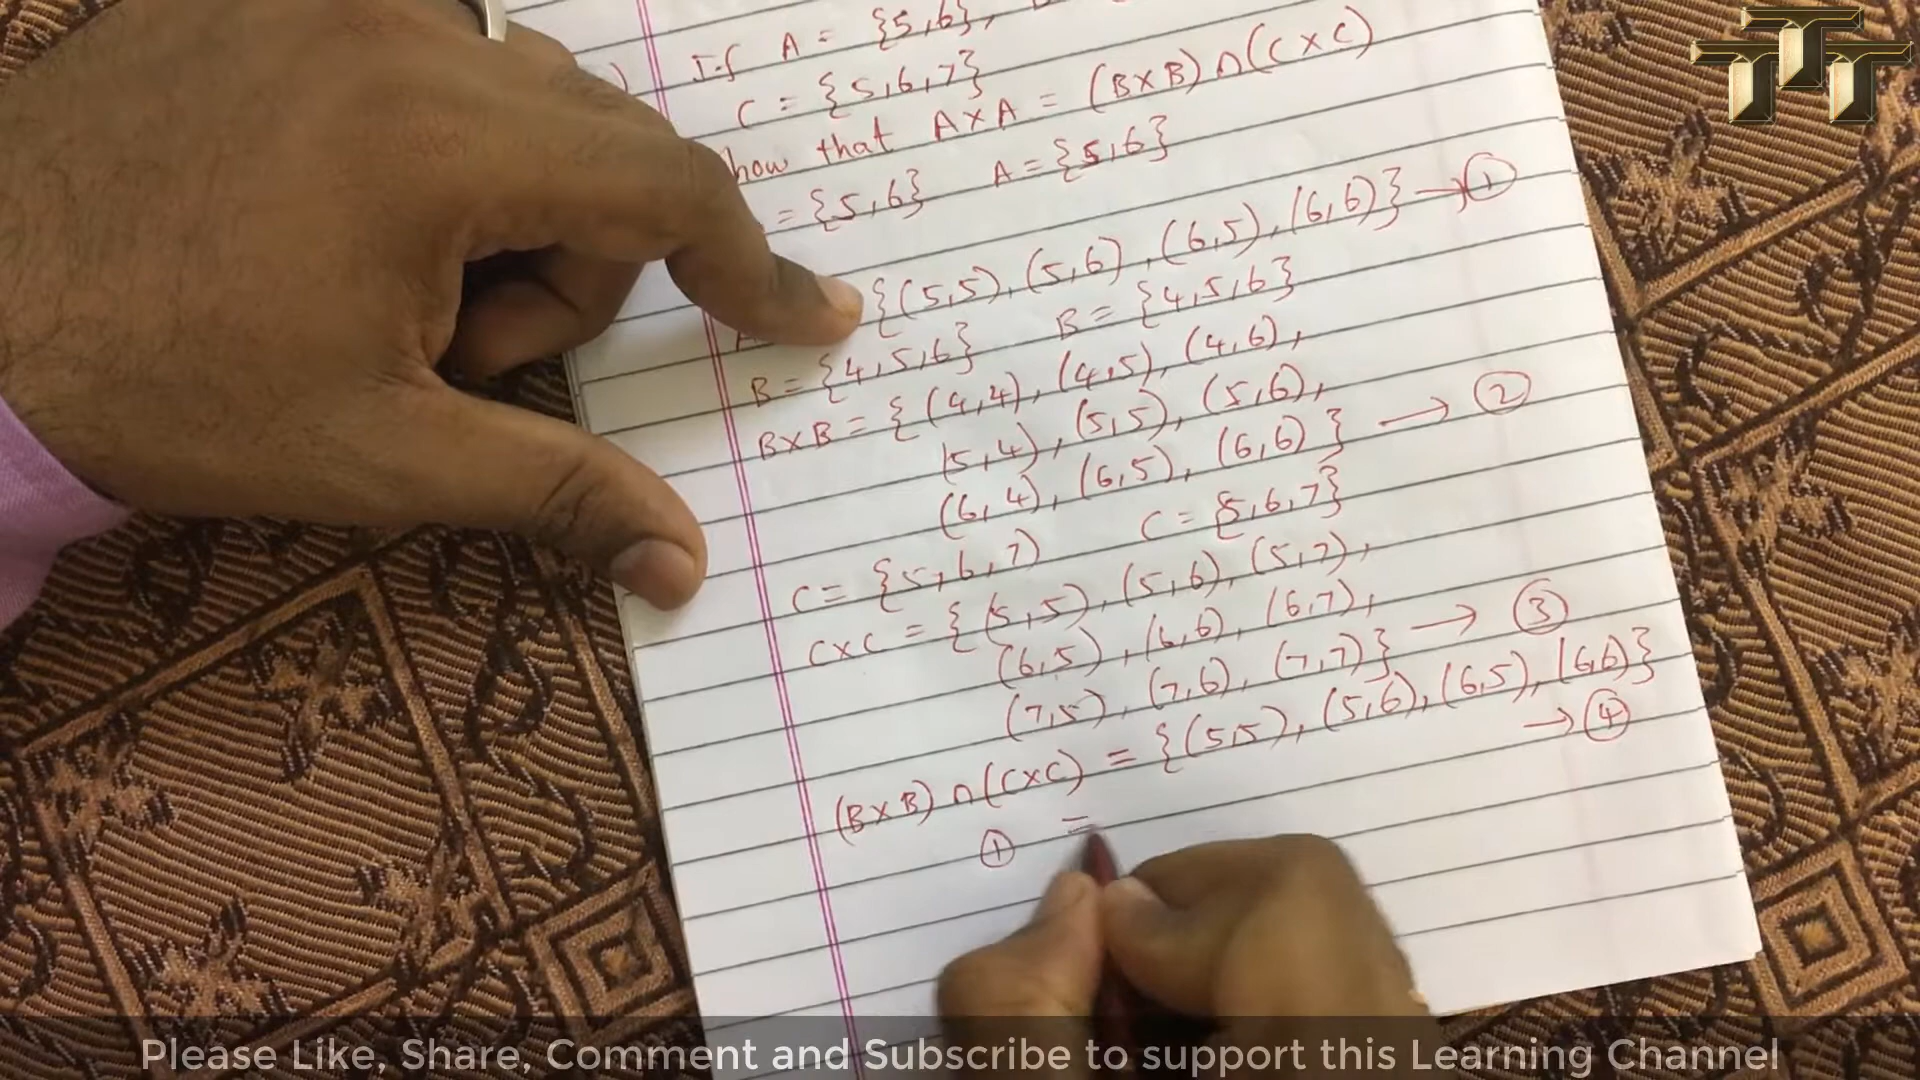 If A = {5,6},
C = {5,6,7}
how that A×A = (B×B)∩(C×C)
= {5,6} A = {5,6}
{(5,5), (5,6), (6,5), (6,6)} → ①
B = {4,5,6} B = {4,5,6}
B×B = {(4,4), (4,5), (4,6),
(5,4), (5,5), (5,6),
(6,4), (6,5), (6,6)} → ②
C = {5,6,7) C = {5,6,7}
C×C = {(5,5), (5,6), (5,7),
(6,5), (6,6), (6,7),
(7,5), (7,6), (7,7)} → ③
(B×B)∩(C×C) = {(5,5), (5,6), (6,5), (6,6)}
→ ④
① =
TTT
Please Like, Share, Comment and Subscribe to support this Learning Channel